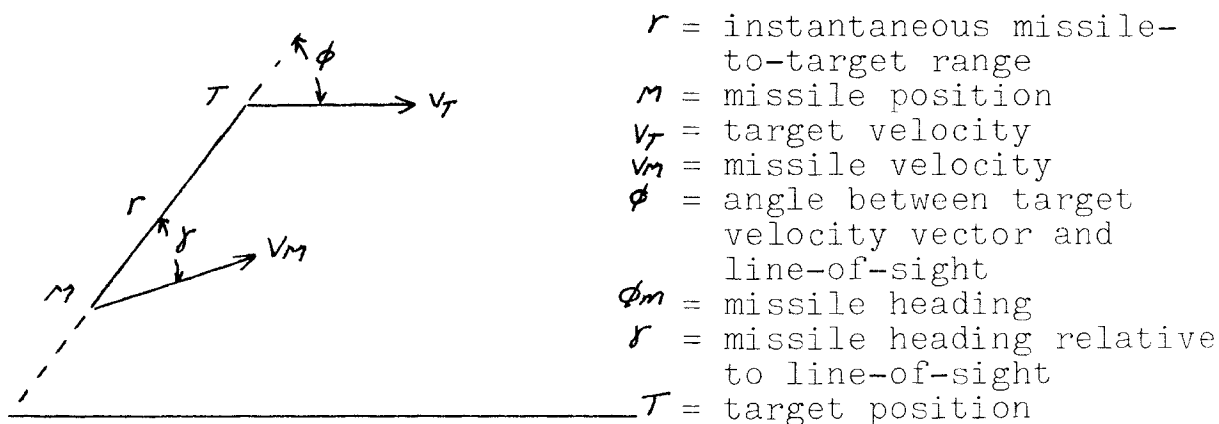 ϕ
T
V_T
r
γ
V_M
M
r = instantaneous missile-
to-target range
M = missile position
V_T = target velocity
V_M = missile velocity
ϕ = angle between target
velocity vector and
line-of-sight
ϕ_m = missile heading
γ = missile heading relative
to line-of-sight
T = target position